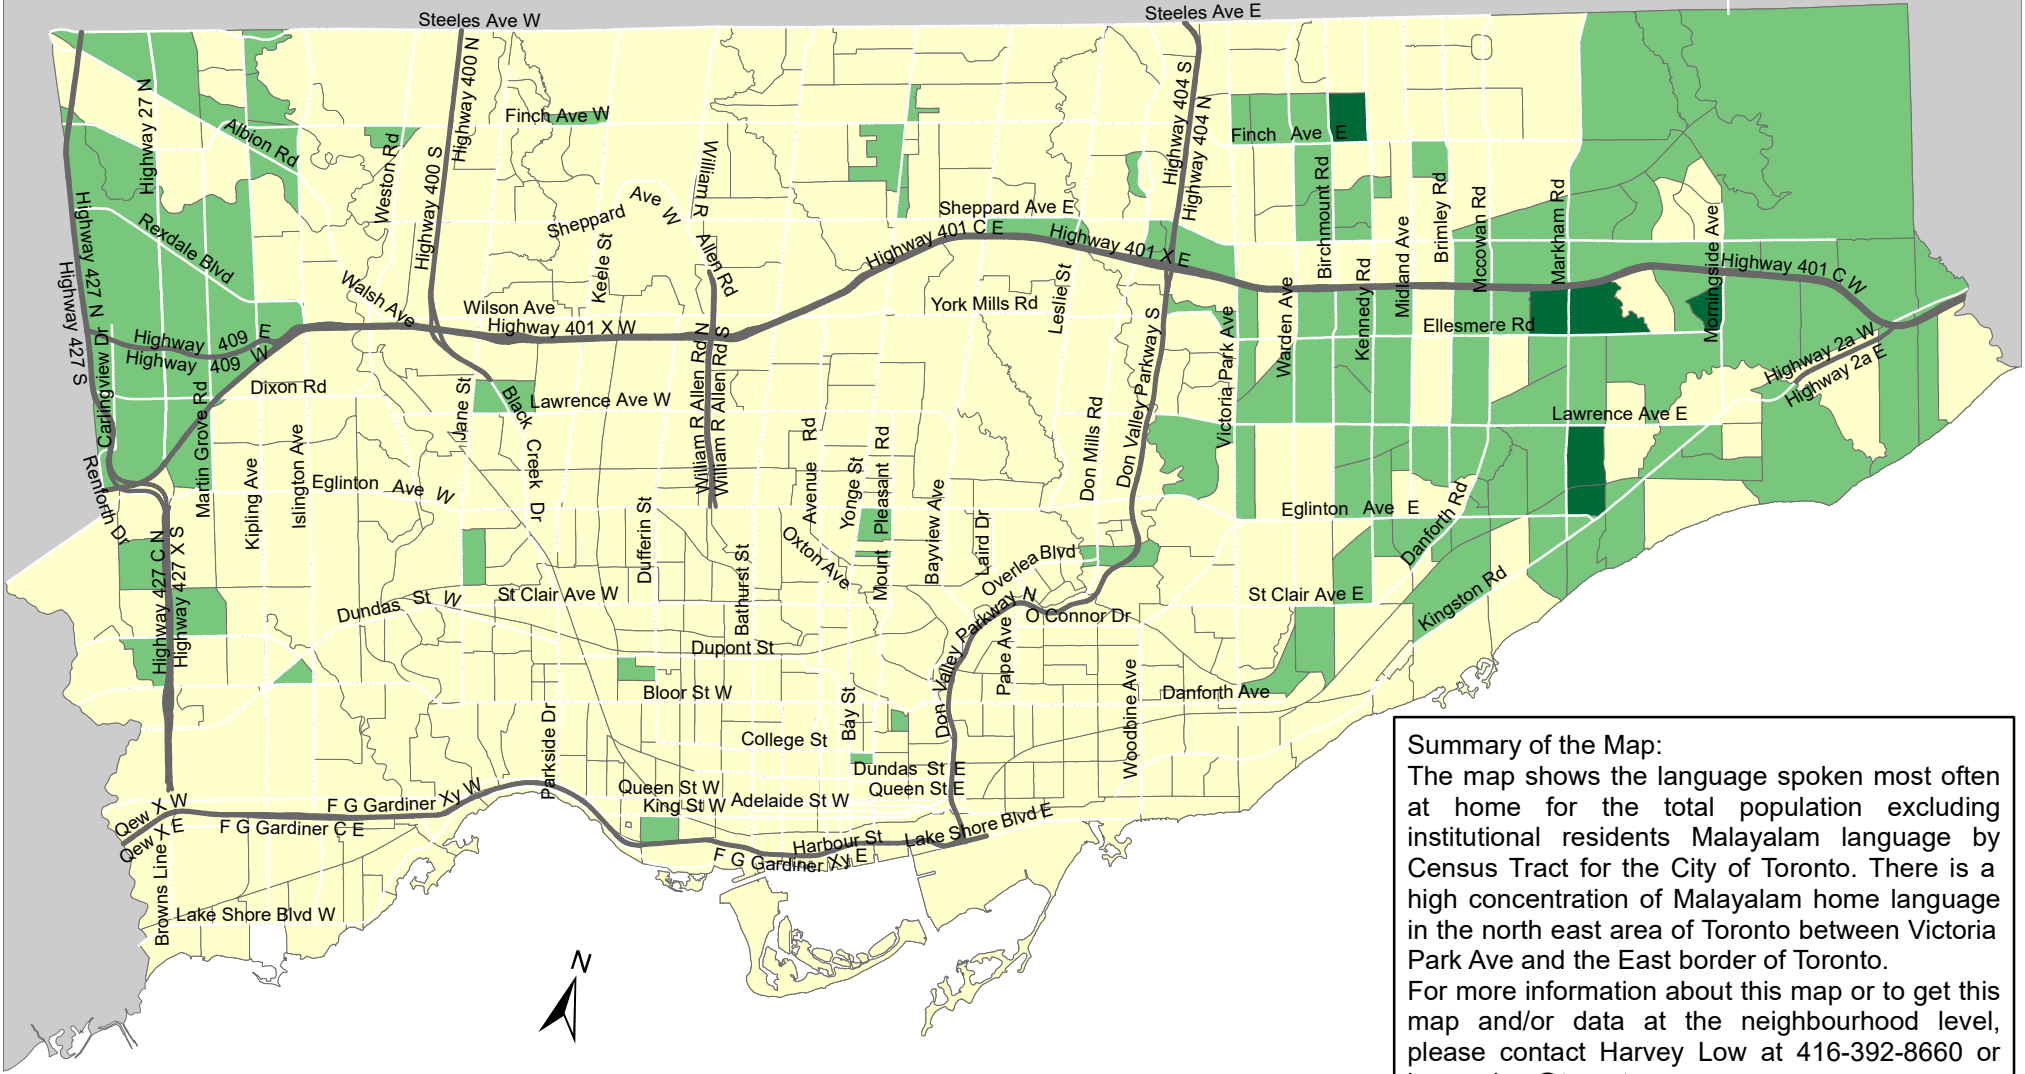 Steeles Ave W
Steeles Ave E
Highway 400 N
Highway 404 S
Highway 404 N
Highway 27 N
Finch Ave W
Finch Ave E
Albion Rd
Weston Rd
Highway 400 S
William R
Allen Rd
Sheppard Ave W
Sheppard Ave E
Keele St
Birchmount Rd
Brimley Rd
Mccowan Rd
Markham Rd
Midland Ave
Morningside Ave
Highway 427 N
Highway 427 S
Rexdale Blvd
Walsh Ave
Wilson Ave
Highway 401 X W
Highway 401 C E
Highway 401 X E
Highway 401 C W
York Mills Rd
Leslie St
Victoria Park Ave
Warden Ave
Kennedy Rd
Ellesmere Rd
Highway 409 E
Highway 409 W
Highway 2a W
Highway 2a E
Carlingview Dr
Dixon Rd
Martin Grove Rd
Jane St
Black Creek Dr
Lawrence Ave W
Lawrence Ave E
William R Allen Rd N
William R Allen Rd S
Don Mills Rd
Don Valley Parkway S
Renforth Dr
Kipling Ave
Islington Ave
Eglinton Ave W
Eglinton Ave E
Dufferin St
Bathurst St
Avenue Rd
Oxton Ave
Yonge St
Mount Pleasant Rd
Bayview Ave
Laird Dr
Overlea Blvd
Danforth Rd
Kingston Rd
Highway 427 C N
Highway 427 X S
Dundas St W
St Clair Ave W
St Clair Ave E
O Connor Dr
Don Valley Parkway N
Pape Ave
Dupont St
Bloor St W
Danforth Ave
Woodbine Ave
Parkside Dr
Bay St
College St
Dundas St E
Queen St E
Queen St W
King St W
Adelaide St W
Qew X W
Qew X E
F G Gardiner Xy W
F G Gardiner C E
Harbour St
Lake Shore Blvd E
F G Gardiner Xy E
Browns Line
Lake Shore Blvd W
N
Summary of the Map:
The map shows the language spoken most often
at home for the total population excluding
institutional residents Malayalam language by
Census Tract for the City of Toronto. There is a
high concentration of Malayalam home language
in the north east area of Toronto between Victoria
Park Ave and the East border of Toronto.
For more information about this map or to get this
map and/or data at the neighbourhood level,
please contact Harvey Low at 416-392-8660 or